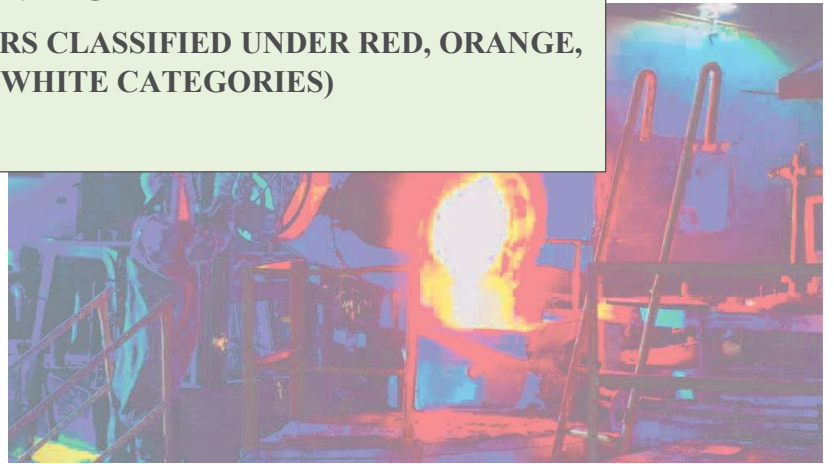 RS CLASSIFIED UNDER RED, ORANGE,
WHITE CATEGORIES)